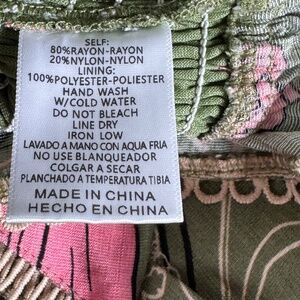 SELF:
80%RAYON-RAYON
20%NYLON-NYLON
LINING:
100%POLYESTER-POLIESTER
HAND WASH
W/COLD WATER
DO NOT BLEACH
LINE DRY
IRON LOW
LAVADO A MANO CON AQUA FRIA
NO USE BLANQUEADOR
COLGAR A SECAR
PLANCHADO A TEMPERATURA TIBIA
MADE IN CHINA
HECHO EN CHINA